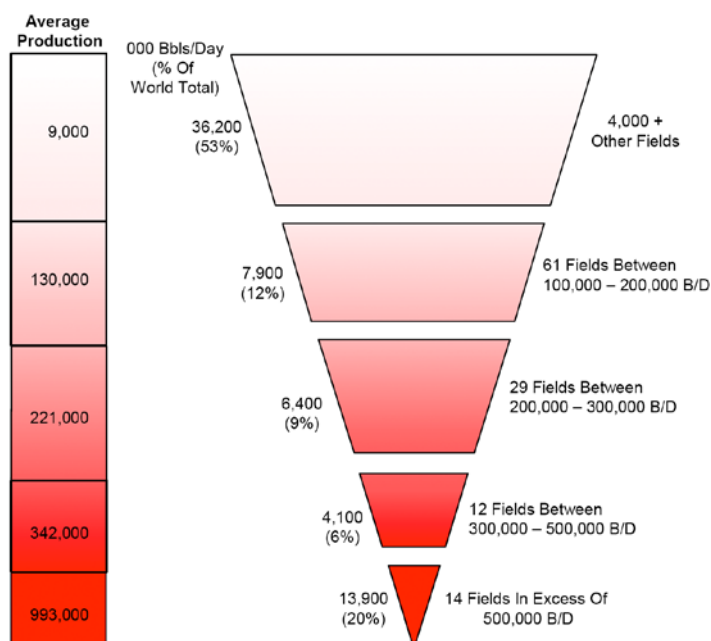 Average
Production
000 Bbls/Day
(% Of
World Total)
9,000
36,200
(53%)
4,000 +
Other Fields
130,000
7,900
(12%)
61 Fields Between
100,000 – 200,000 B/D
221,000
6,400
(9%)
29 Fields Between
200,000 – 300,000 B/D
342,000
4,100
(6%)
12 Fields Between
300,000 – 500,000 B/D
993,000
13,900
(20%)
14 Fields In Excess Of
500,000 B/D